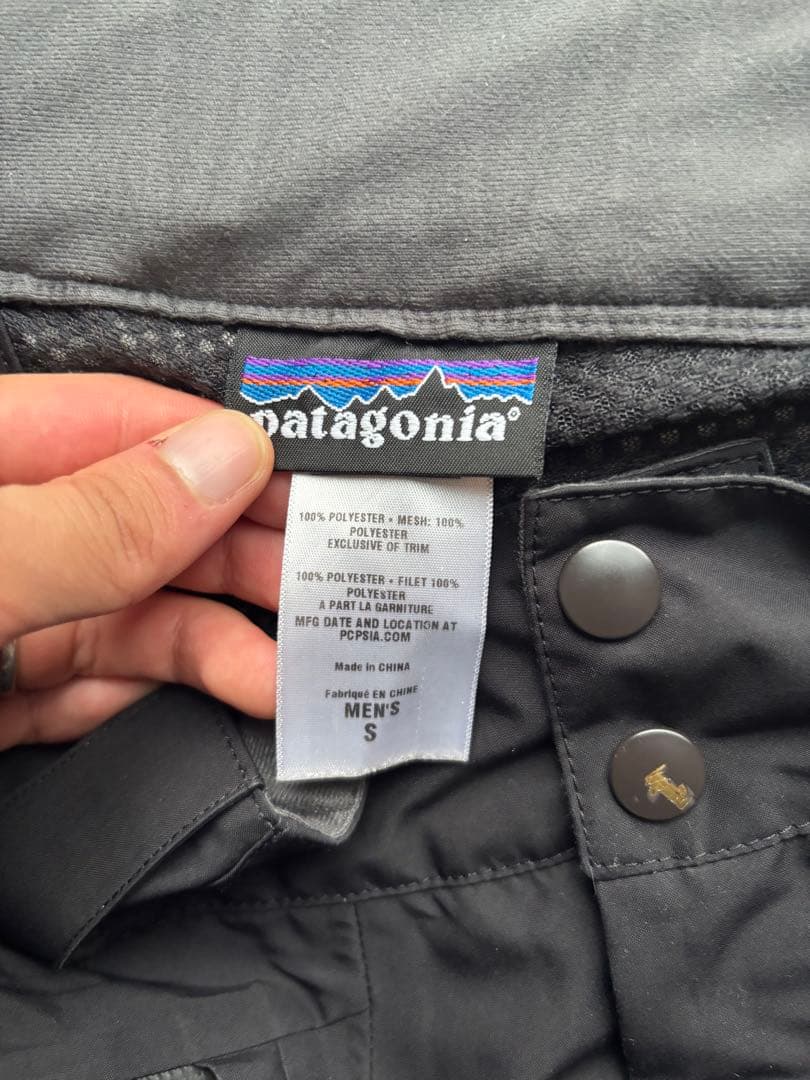 patagonia®
100% POLYESTER • MESH: 100%
POLYESTER
EXCLUSIVE OF TRIM
100% POLYESTER • FILET 100%
POLYESTER
A PART LA GARNITURE
MFG DATE AND LOCATION AT
PCPSIA.COM
Made in CHINA
Fabriqué EN CHINE
MEN'S
S